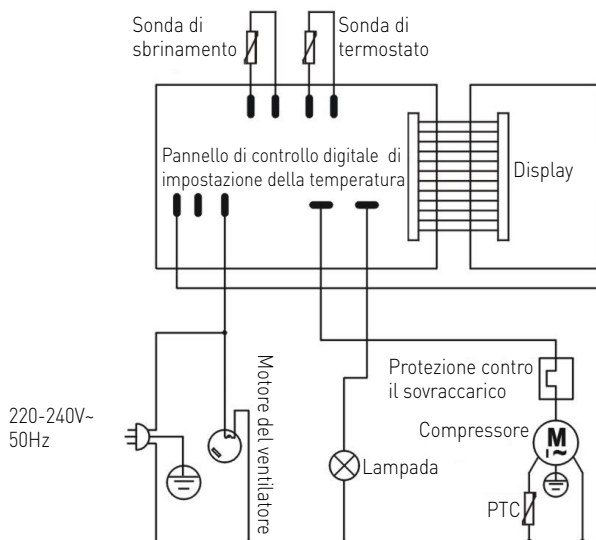 Sonda di
sbrinamento
Sonda di
termostato
Pannello di controllo digitale di
impostazione della temperatura
Display
Motore del ventilatore
Protezione contro
il sovraccarico
220-240V~
50Hz
Compressore
M
1~
Lampada
PTC